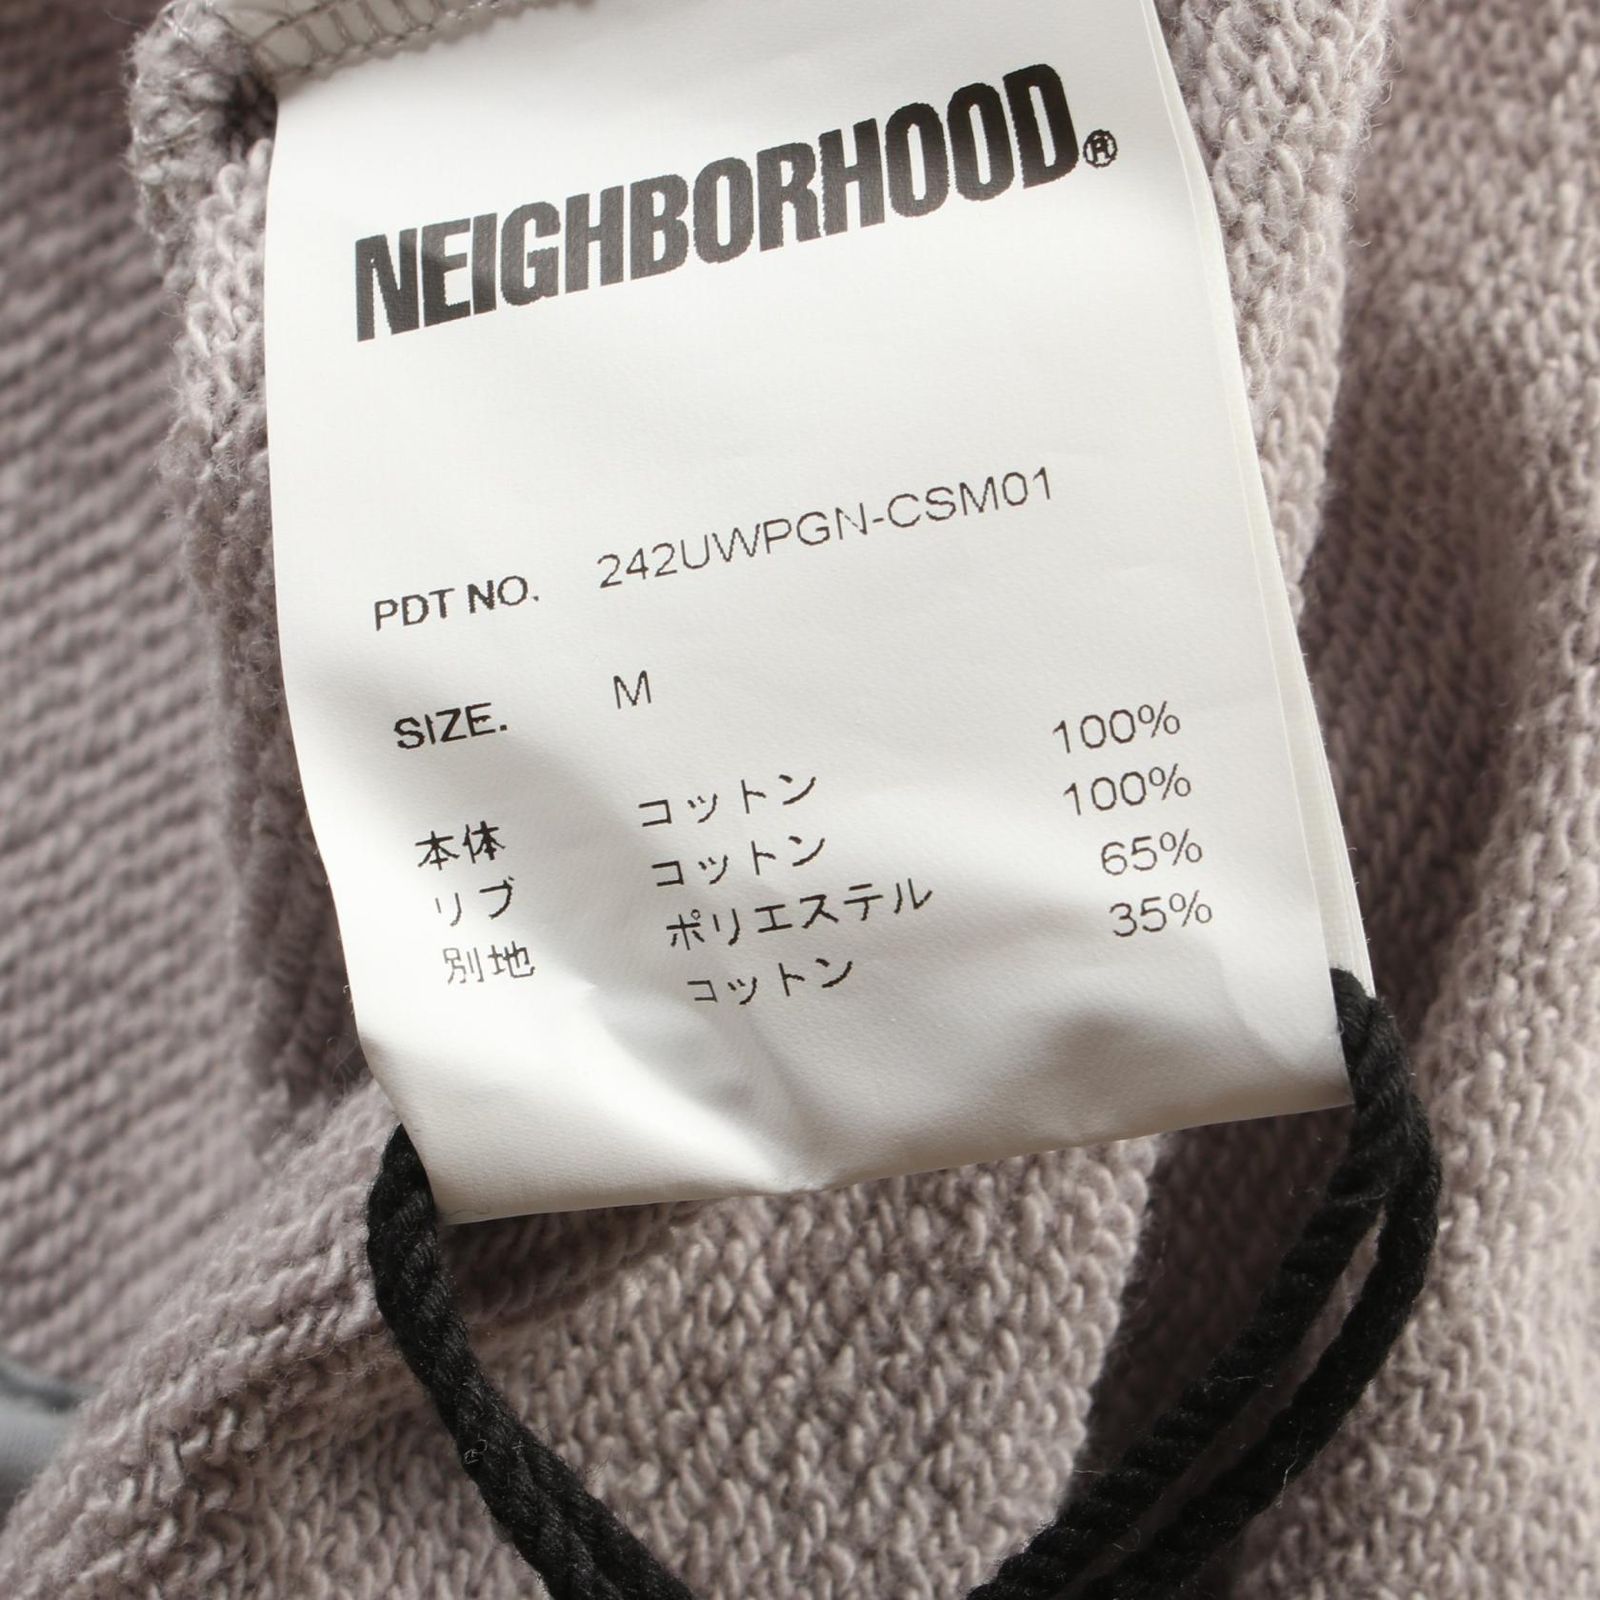 NEIGHBORHOOD®
PDT NO. 242UWPGN-CSM01
SIZE. M
本体 コットン 100%
リブ コットン 100%
別地 ポリエステル 65%
コットン 35%